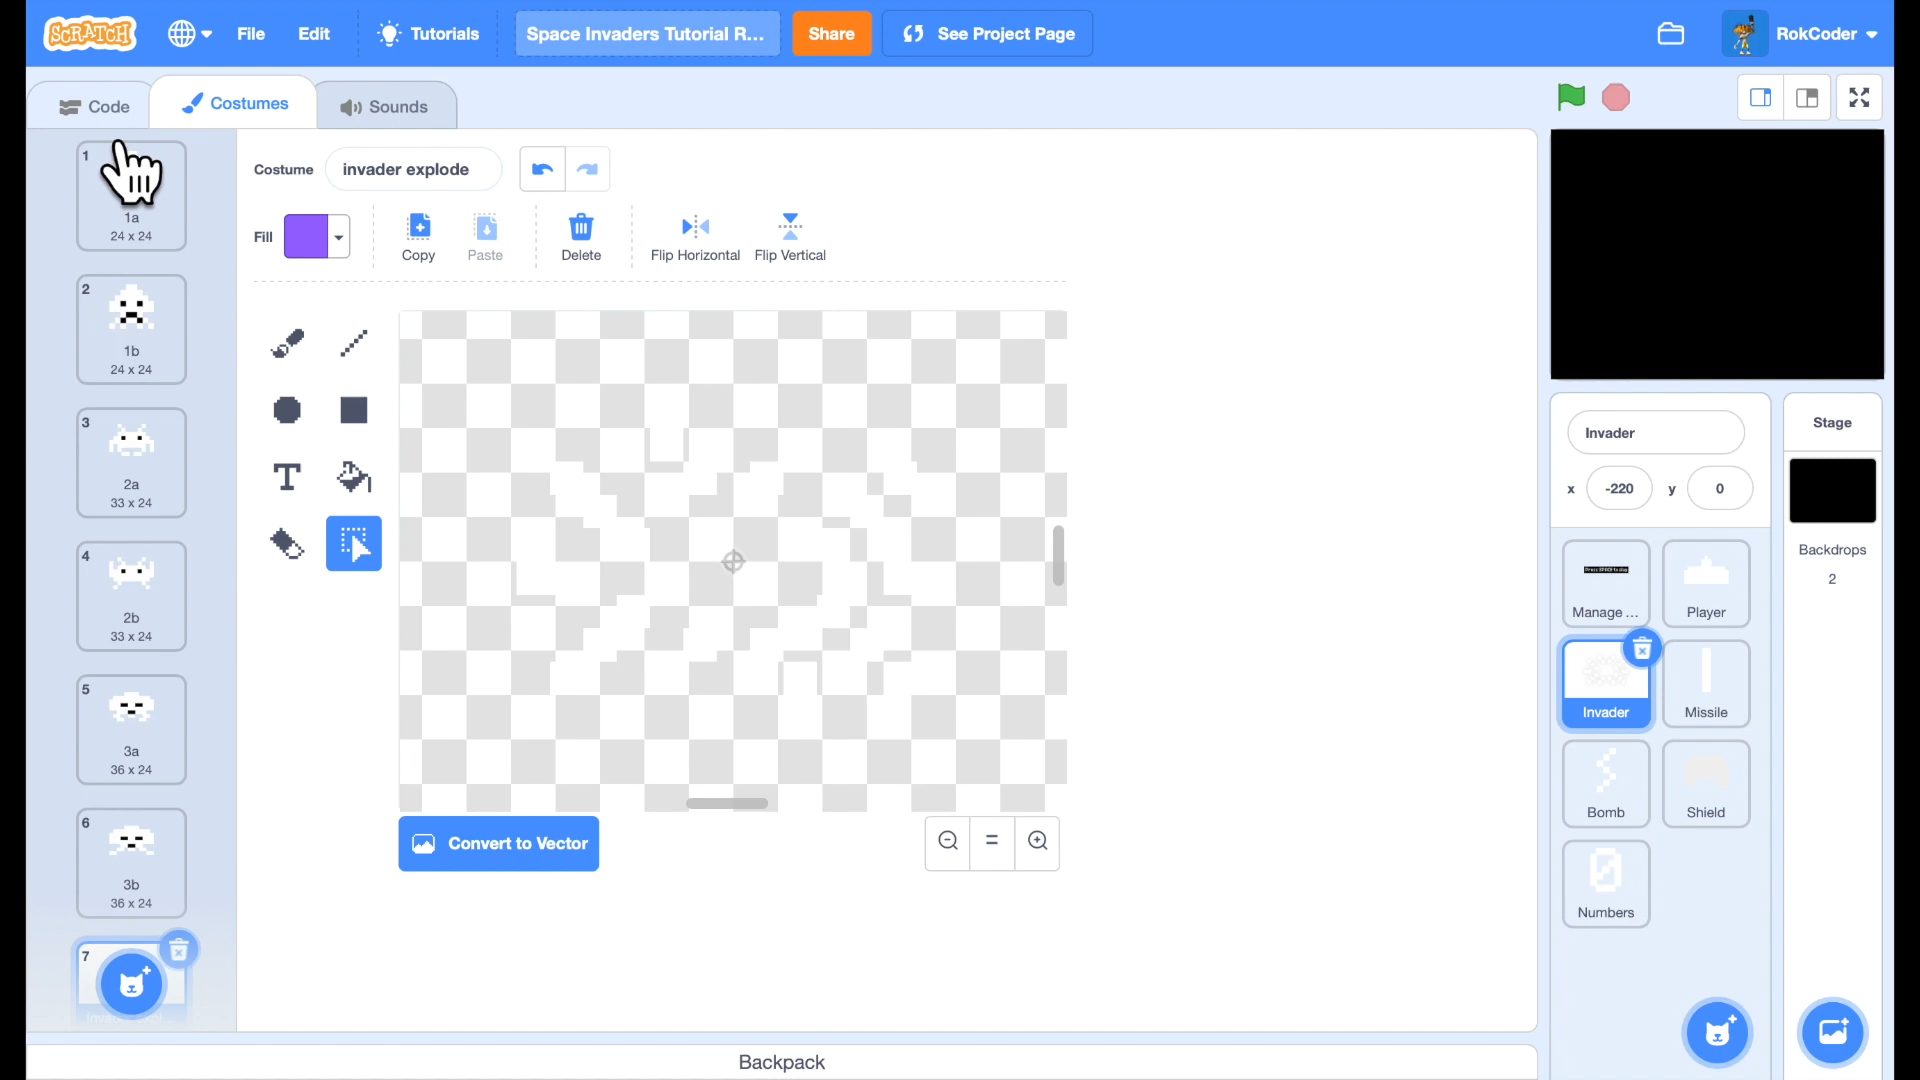 SCRATCH
File
Edit
Tutorials
Space Invaders Tutorial R...
Share
See Project Page
RokCoder
Code
Costumes
Sounds
1
1a
24 x 24
2
1b
24 x 24
3
2a
33 x 24
4
2b
33 x 24
5
3a
36 x 24
6
3b
36 x 24
7
Costume
invader explode
Fill
Copy
Paste
Delete
Flip Horizontal
Flip Vertical
T
Convert to Vector
Backpack
Invader
x
-220
y
0
Manage ...
Player
Invader
Missile
Bomb
Shield
0
Numbers
Stage
Backdrops
2